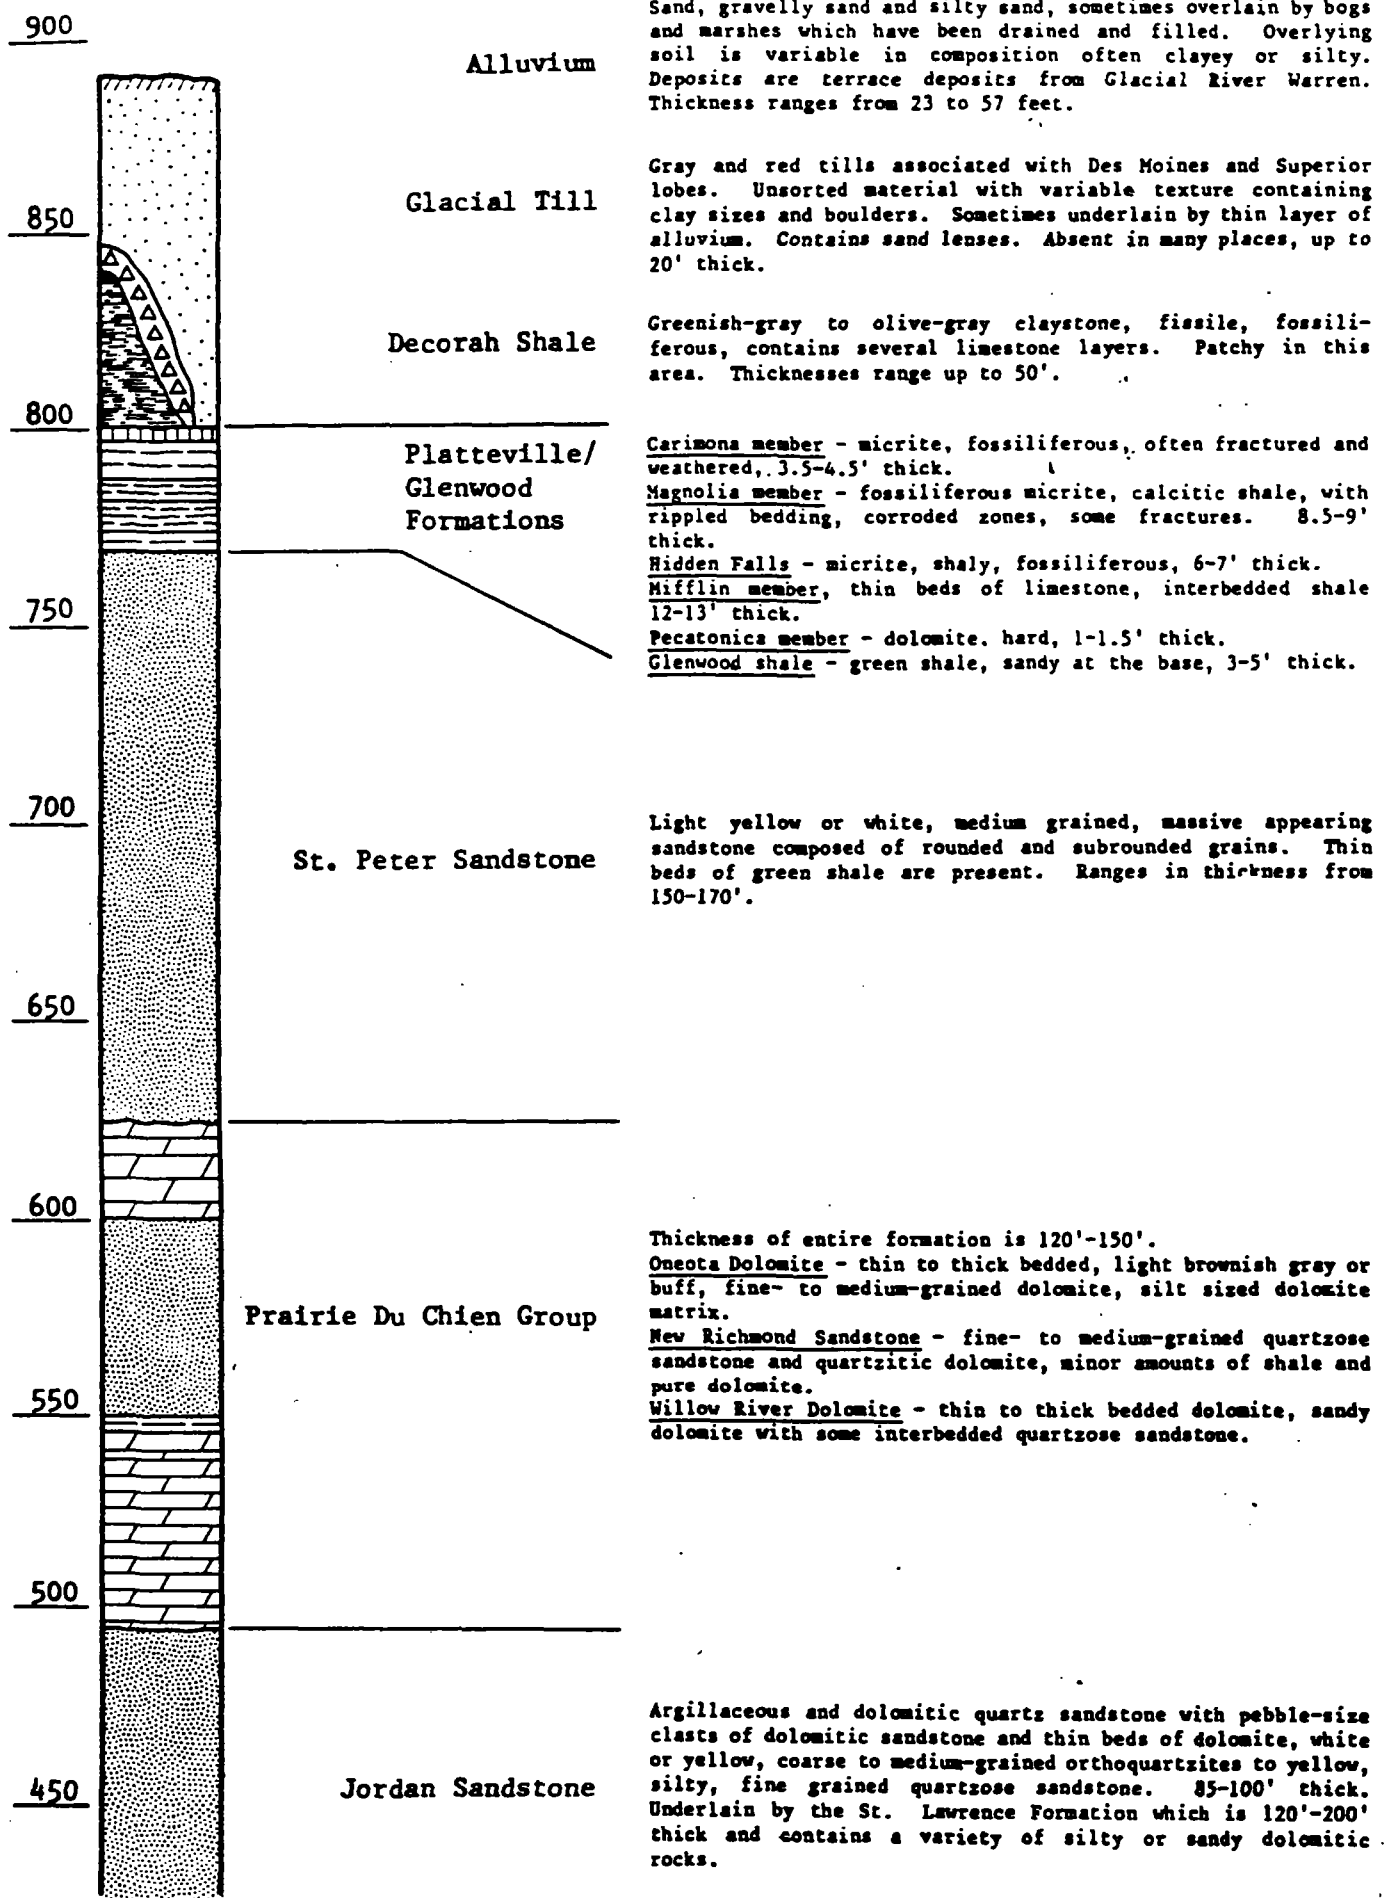 900
Alluvium
Sand, gravelly sand and silty sand, sometimes overlain by bogs
and marshes which have been drained and filled. Overlying
soil is variable in composition often clayey or silty.
Deposits are terrace deposits from Glacial River Warren.
Thickness ranges from 23 to 57 feet.
850
Glacial Till
Gray and red tills associated with Des Moines and Superior
lobes. Unsorted material with variable texture containing
clay sizes and boulders. Sometimes underlain by thin layer of
alluvium. Contains sand lenses. Absent in many places, up to
20' thick.
Decorah Shale
Greenish-gray to olive-gray claystone, fissile, fossili-
ferous, contains several limestone layers. Patchy in this
area. Thicknesses range up to 50'.
800
Platteville/
Glenwood
Formations
Carimona member - micrite, fossiliferous, often fractured and
weathered, 3.5-4.5' thick.
Magnolia member - fossiliferous micrite, calcitic shale, with
rippled bedding, corroded zones, some fractures. 8.5-9'
thick.
Hidden Falls - micrite, shaly, fossiliferous, 6-7' thick.
Mifflin member, thin beds of limestone, interbedded shale
12-13' thick.
Pecatonica member - dolomite. hard, 1-1.5' thick.
Glenwood shale - green shale, sandy at the base, 3-5' thick.
750
700
St. Peter Sandstone
Light yellow or white, medium grained, massive appearing
sandstone composed of rounded and subrounded grains. Thin
beds of green shale are present. Ranges in thickness from
150-170'.
650
600
Prairie Du Chien Group
Thickness of entire formation is 120'-150'.
Oneota Dolomite - thin to thick bedded, light brownish gray or
buff, fine- to medium-grained dolomite, silt sized dolomite
matrix.
New Richmond Sandstone - fine- to medium-grained quartzose
sandstone and quartzitic dolomite, minor amounts of shale and
pure dolomite.
Willow River Dolomite - thin to thick bedded dolomite, sandy
dolomite with some interbedded quartzose sandstone.
550
500
450
Jordan Sandstone
Argillaceous and dolomitic quartz sandstone with pebble-size
clasts of dolomitic sandstone and thin beds of dolomite, white
or yellow, coarse to medium-grained orthoquartzites to yellow,
silty, fine grained quartzose sandstone. 85-100' thick.
Underlain by the St. Lawrence Formation which is 120'-200'
thick and contains a variety of silty or sandy dolomitic
rocks.